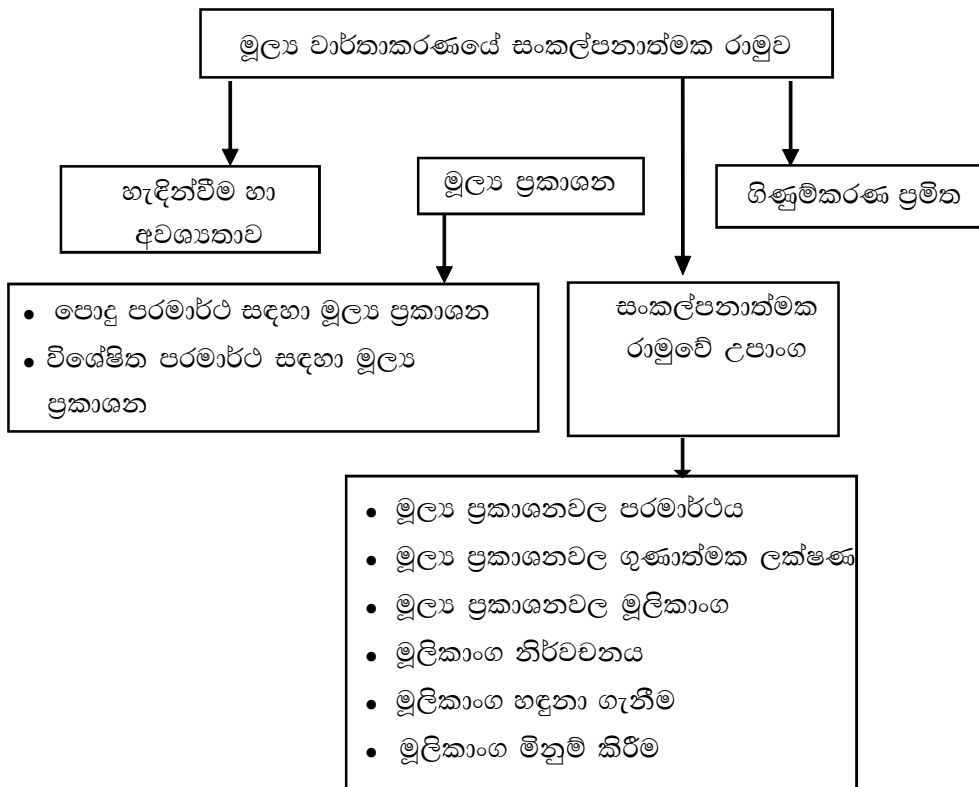 මූල්‍ය වාර්තාකරණයේ සංකල්පනාත්මක රාමුව
හැඳින්වීම හා
අවශ්‍යතාව
මූල්‍ය ප්‍රකාශන
ගිණුම්කරණ ප්‍රමිත
• පොදු පරමාර්ථ සඳහා මූල්‍ය ප්‍රකාශන
• විශේෂිත පරමාර්ථ සඳහා මූල්‍ය
ප්‍රකාශන
සංකල්පනාත්මක
රාමුවේ උපාංග
• මූල්‍ය ප්‍රකාශනවල පරමාර්ථය
• මූල්‍ය ප්‍රකාශනවල ගුණාත්මක ලක්ෂණ
• මූල්‍ය ප්‍රකාශනවල මූලිකාංග
• මූලිකාංග නිර්වචනය
• මූලිකාංග හඳුනා ගැනීම
• මූලිකාංග මිනුම් කිරීම